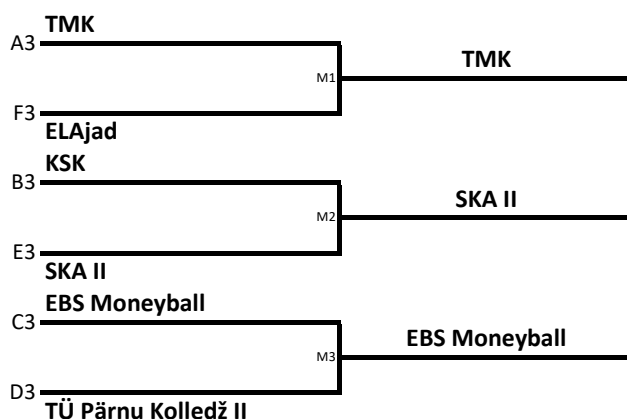 TMK
A3
TMK
M1
F3
ELAjad
KSK
B3
SKA II
M2
E3
SKA II
EBS Moneyball
C3
EBS Moneyball
M3
D3
TÜ Pärnu Kolledž II